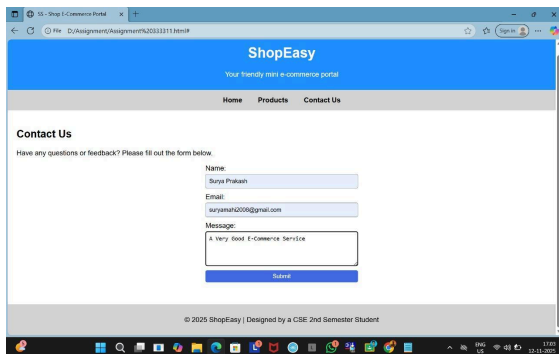 SS - Shop E-Commerce Portal
File D:/Assignment/Assignment%20333311.html#
Sign in
ShopEasy
Your friendly mini e-commerce portal
Home Products Contact Us
Contact Us
Have any questions or feedback? Please fill out the form below.
Name:
Surya Prakash
Email:
suryamahi2008@gmail.com
Message:
A Very Good E-Commerce Service
Submit
© 2025 ShopEasy | Designed by a CSE 2nd Semester Student
ENG 17:03
US 12-11-2025